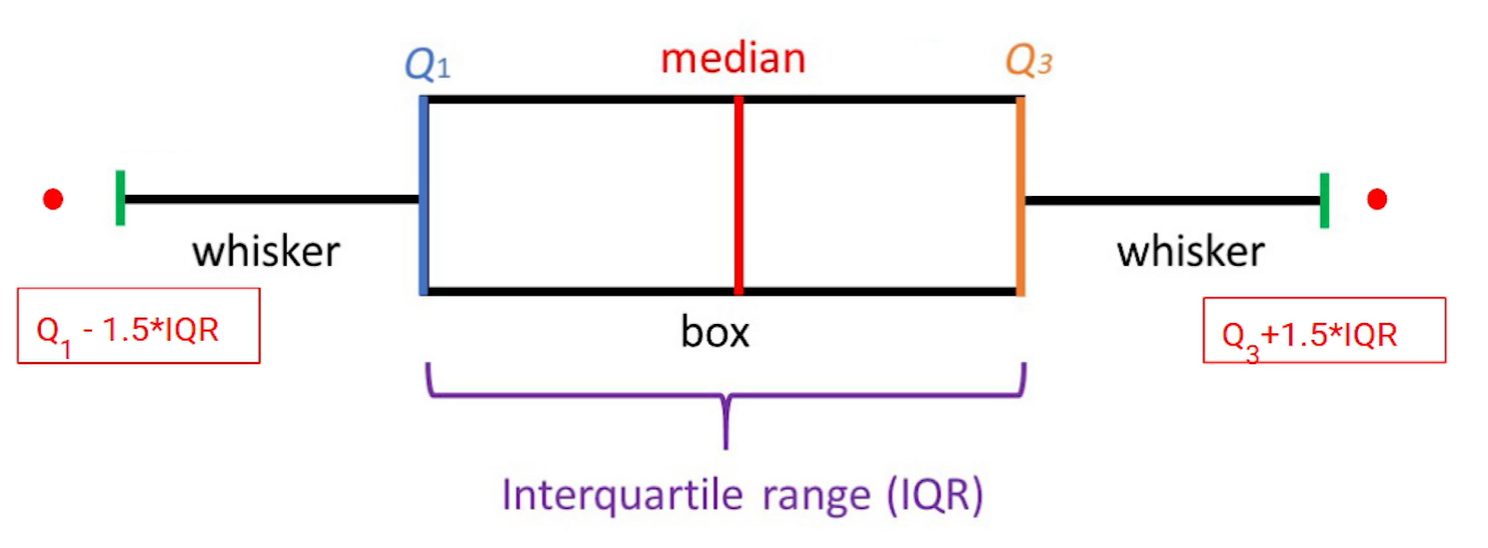 Q1 median Q3
whisker whisker
Q1 - 1.5*IQR Q3+1.5*IQR
box
Interquartile range (IQR)